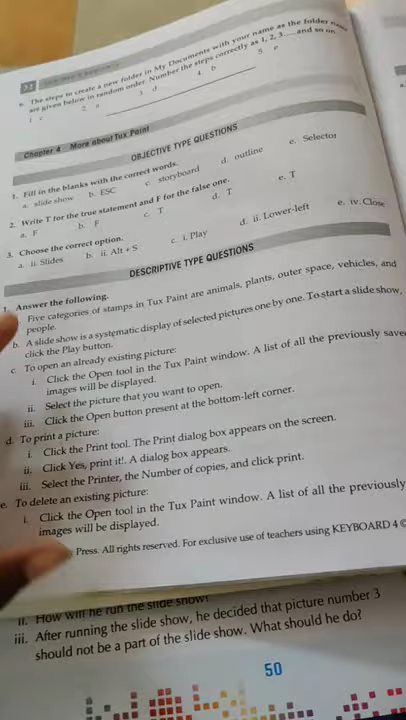 31
6. The steps to create a new folder in My Documents with your name as the folder name
are given below in random order. Number the steps correctly as 1, 2, 3.....and so on.
1. c 2. a 3. d 4. b 5. e
Chapter 4 More about Tux Paint
OBJECTIVE TYPE QUESTIONS
1. Fill in the blanks with the correct words.
a. slide show b. ESC c. storyboard d. outline e. Selector
2. Write T for the true statement and F for the false one.
a. F b. F c. T d. T e. T
3. Choose the correct option.
a. ii. Slides b. ii. Alt + S c. i. Play d. ii. Lower-left e. iv. Close
DESCRIPTIVE TYPE QUESTIONS
1. Answer the following.
Five categories of stamps in Tux Paint are animals, plants, outer space, vehicles, and
people.
b. A slide show is a systematic display of selected pictures one by one. To start a slide show,
click the Play button.
c. To open an already existing picture:
i. Click the Open tool in the Tux Paint window. A list of all the previously save
images will be displayed.
ii. Select the picture that you want to open.
iii. Click the Open button present at the bottom-left corner.
d. To print a picture:
i. Click the Print tool. The Print dialog box appears on the screen.
ii. Click Yes, print it!. A dialog box appears.
iii. Select the Printer, the Number of copies, and click print.
e. To delete an existing picture:
i. Click the Open tool in the Tux Paint window. A list of all the previously
images will be displayed.
Press. All rights reserved. For exclusive use of teachers using KEYBOARD 4 ©
ii. How will he run the slide show?
iii. After running the slide show, he decided that picture number 3
should not be a part of the slide show. What should he do?
50